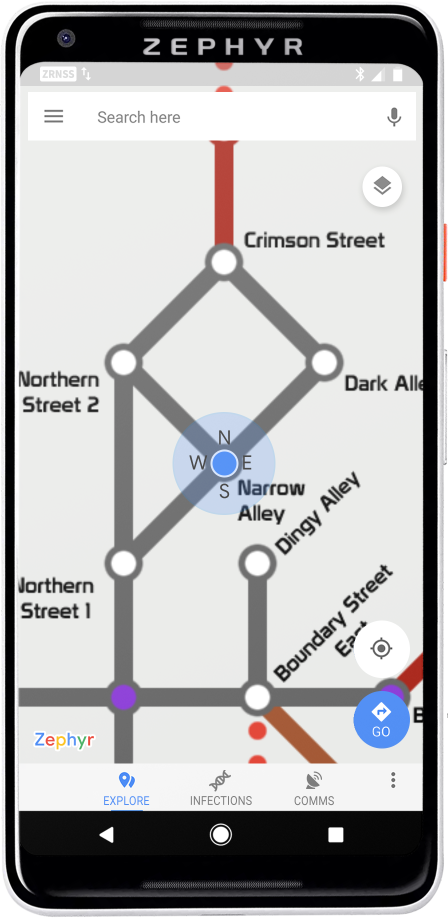 ZEPHYR
ZRNSS
Search here
Crimson Street
Northern
Street 2
Dark Alle
N
W E
S
Narrow
Alley
Dingy Alley
Northern
Street 1
Boundary Street
East
B
Zephyr
GO
EXPLORE
INFECTIONS
COMMS